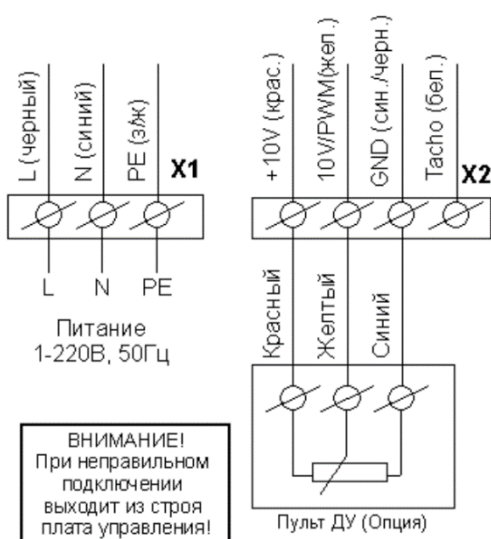 L (черный)
N (синий)
PE (з/ж)
X1
+10V (крас.)
10V/PWM(жел.)
GND (син./черн.)
Tacho (бел.)
X2
L
N
PE
Питание
1-220В, 50Гц
Красный
Желтый
Синий
ВНИМАНИЕ!
При неправильном
подключении
выходит из строя
плата управления!
Пульт ДУ (Опция)